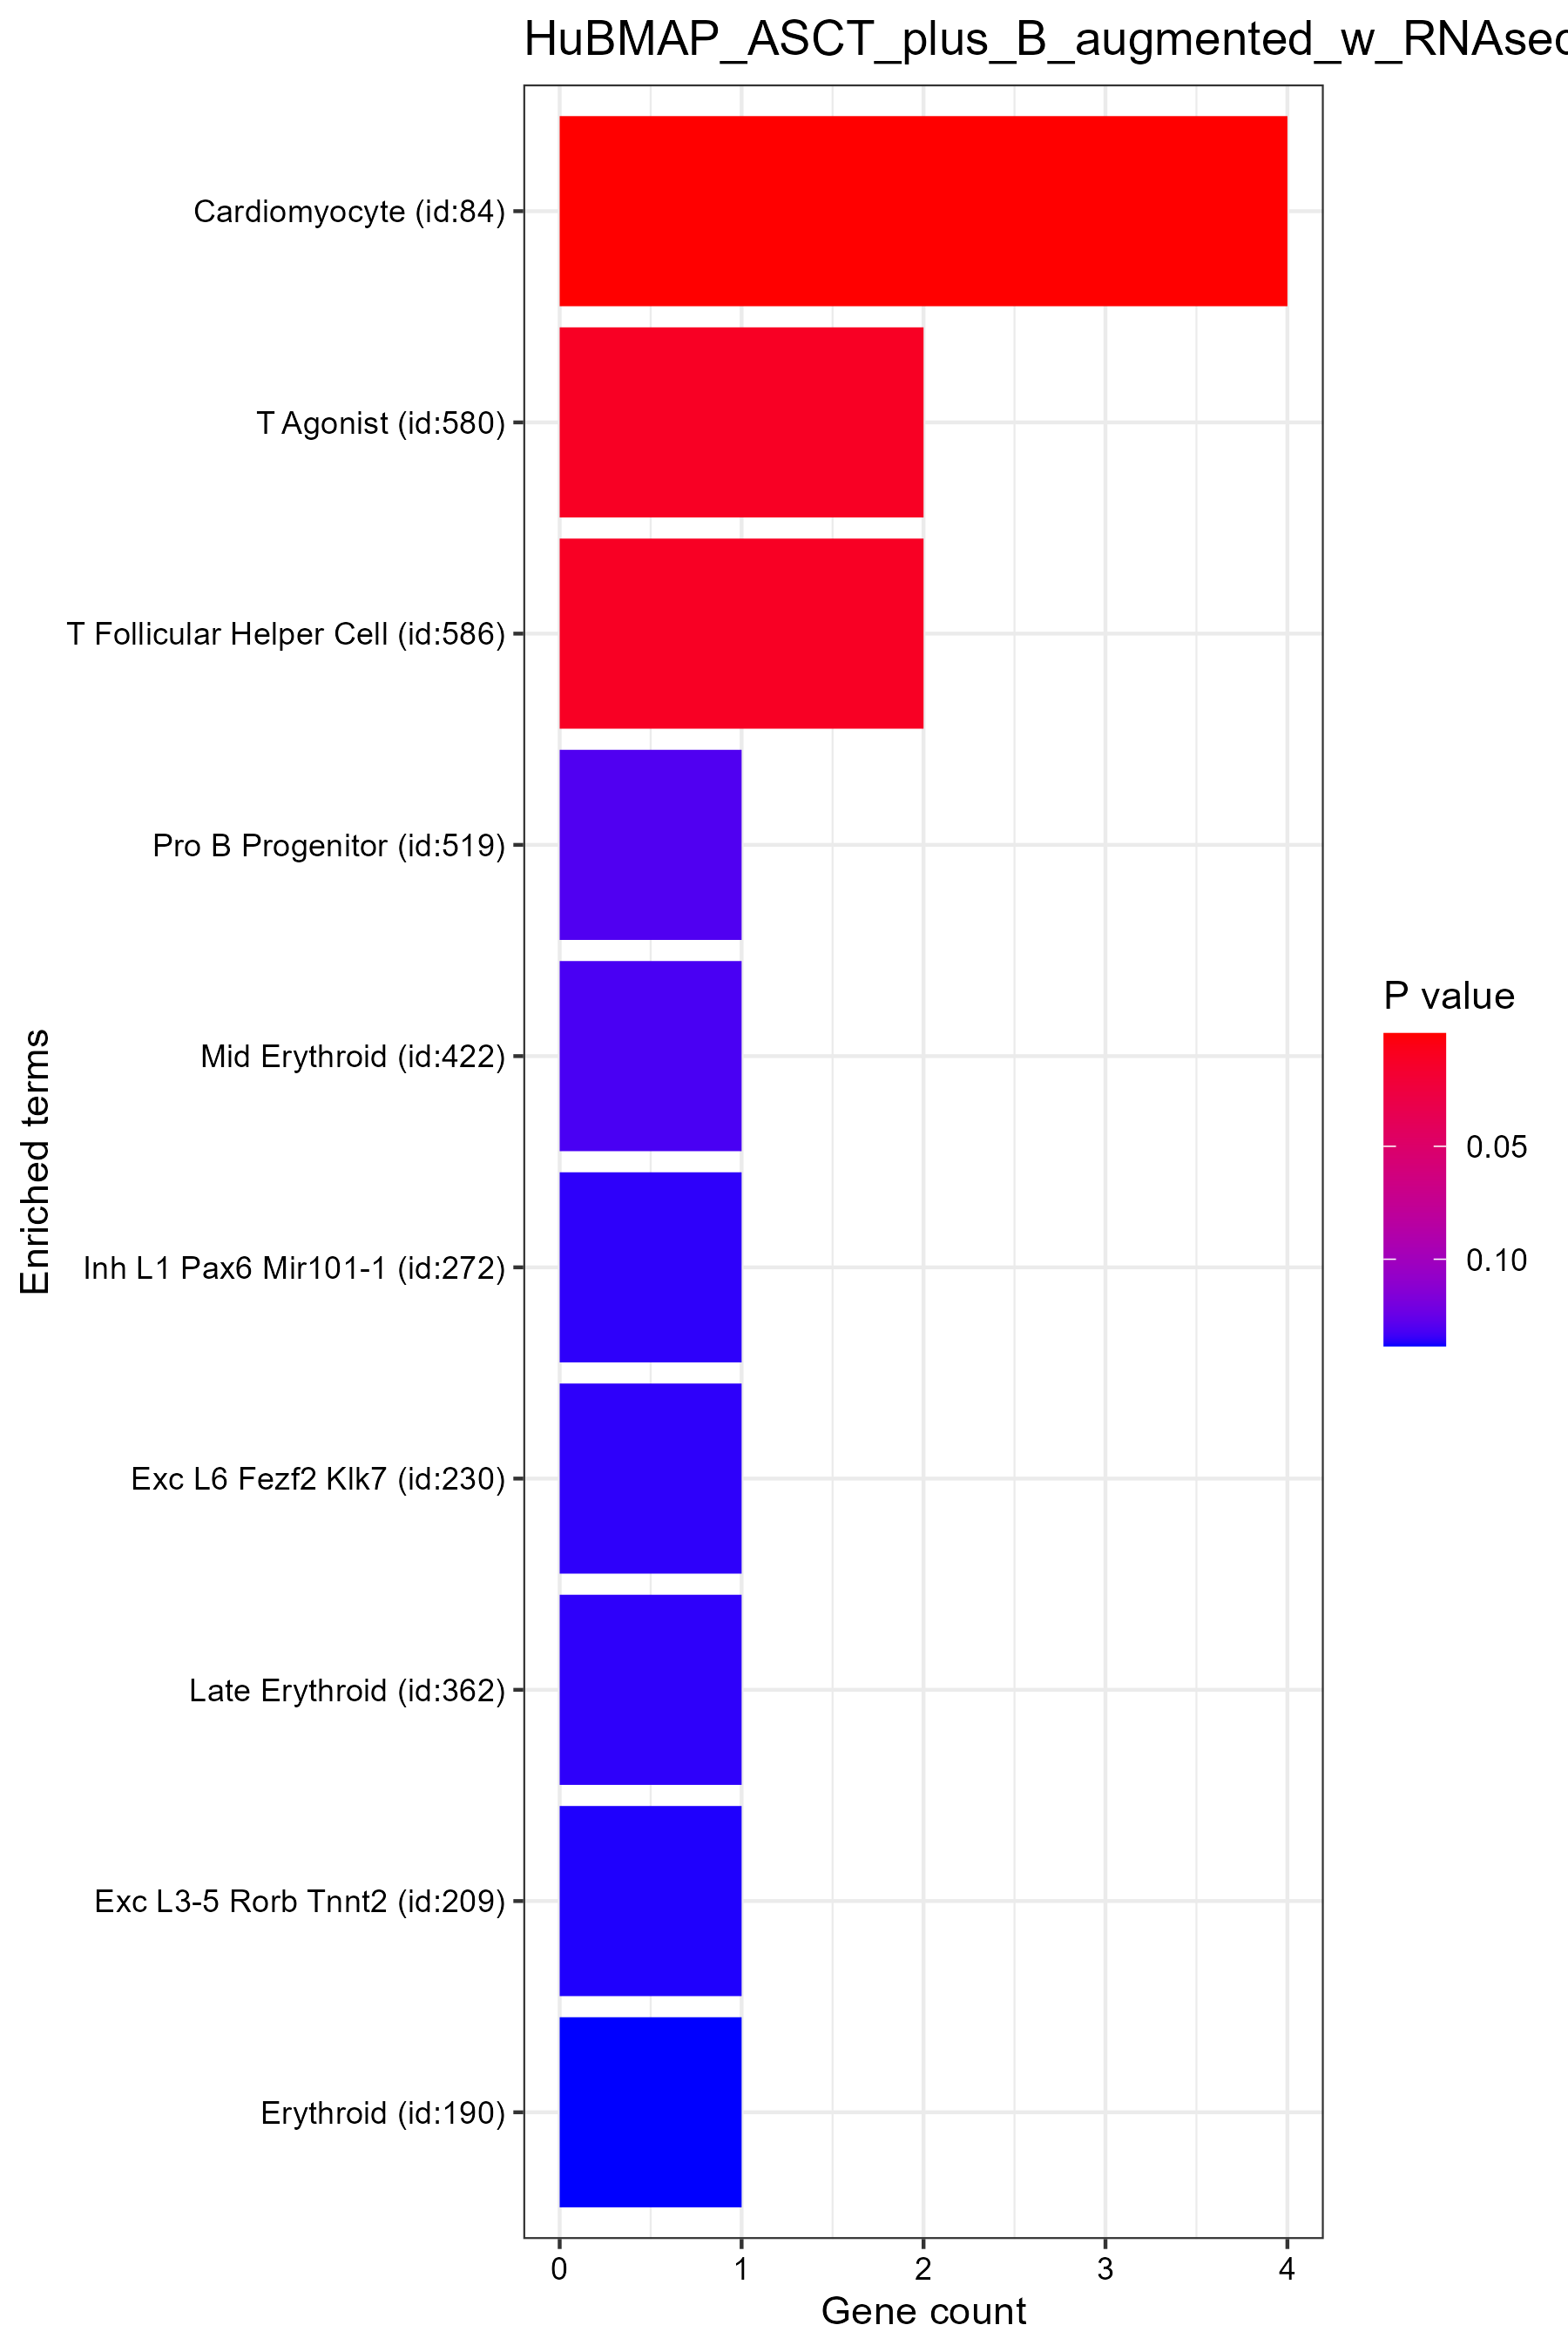 HuBMAP_ASCT_plus_B_augmented_w_RNAseq
Cardiomyocyte (id:84)
T Agonist (id:580)
T Follicular Helper Cell (id:586)
Pro B Progenitor (id:519)
Mid Erythroid (id:422)
Inh L1 Pax6 Mir101-1 (id:272)
Exc L6 Fezf2 Klk7 (id:230)
Late Erythroid (id:362)
Exc L3-5 Rorb Tnnt2 (id:209)
Erythroid (id:190)
Enriched terms
0 1 2 3 4
Gene count
P value
0.05
0.10